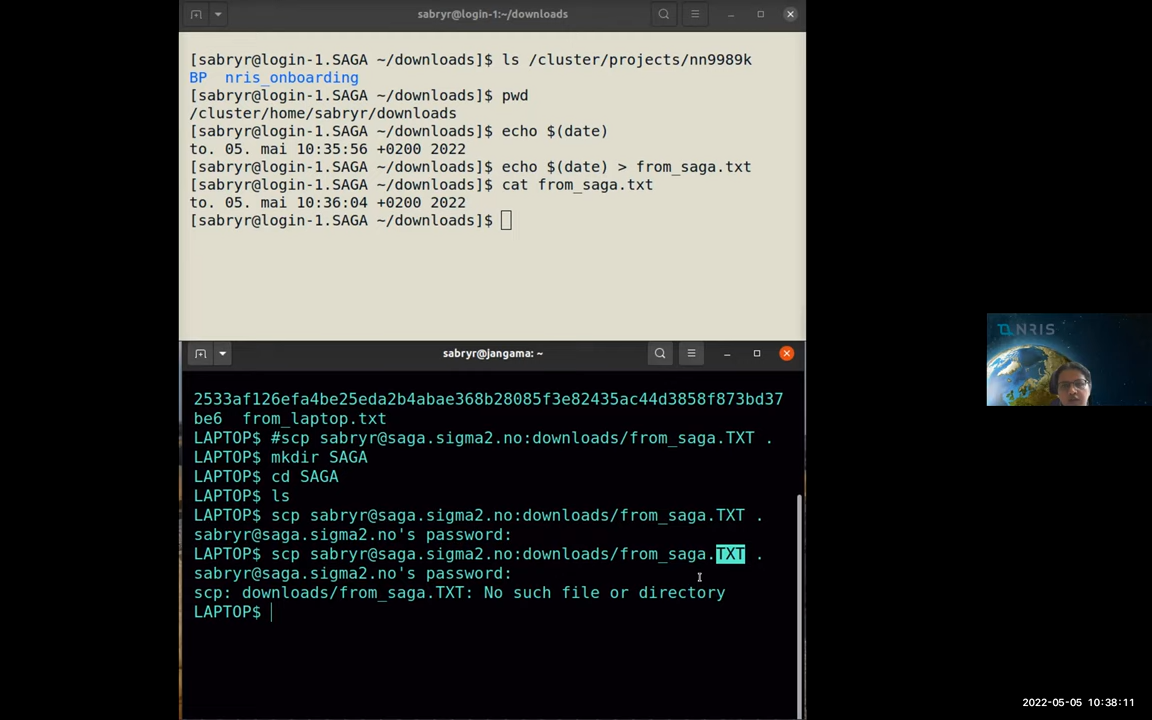 sabryr@login-1:~/downloads
[sabryr@login-1.SAGA ~/downloads]$ ls /cluster/projects/nn9989k
BP  nris_onboarding
[sabryr@login-1.SAGA ~/downloads]$ pwd
/cluster/home/sabryr/downloads
[sabryr@login-1.SAGA ~/downloads]$ echo $(date)
to. 05. mai 10:35:56 +0200 2022
[sabryr@login-1.SAGA ~/downloads]$ echo $(date) > from_saga.txt
[sabryr@login-1.SAGA ~/downloads]$ cat from_saga.txt
to. 05. mai 10:36:04 +0200 2022
[sabryr@login-1.SAGA ~/downloads]$
sabryr@jangama: ~
2533af126efa4be25eda2b4abae368b28085f3e82435ac44d3858f873bd37
be6  from_laptop.txt
LAPTOP$ #scp sabryr@saga.sigma2.no:downloads/from_saga.TXT .
LAPTOP$ mkdir SAGA
LAPTOP$ cd SAGA
LAPTOP$ ls
LAPTOP$ scp sabryr@saga.sigma2.no:downloads/from_saga.TXT .
sabryr@saga.sigma2.no's password:
LAPTOP$ scp sabryr@saga.sigma2.no:downloads/from_saga.TXT .
sabryr@saga.sigma2.no's password:
scp: downloads/from_saga.TXT: No such file or directory
LAPTOP$
NRIS
2022-05-05 10:38:11